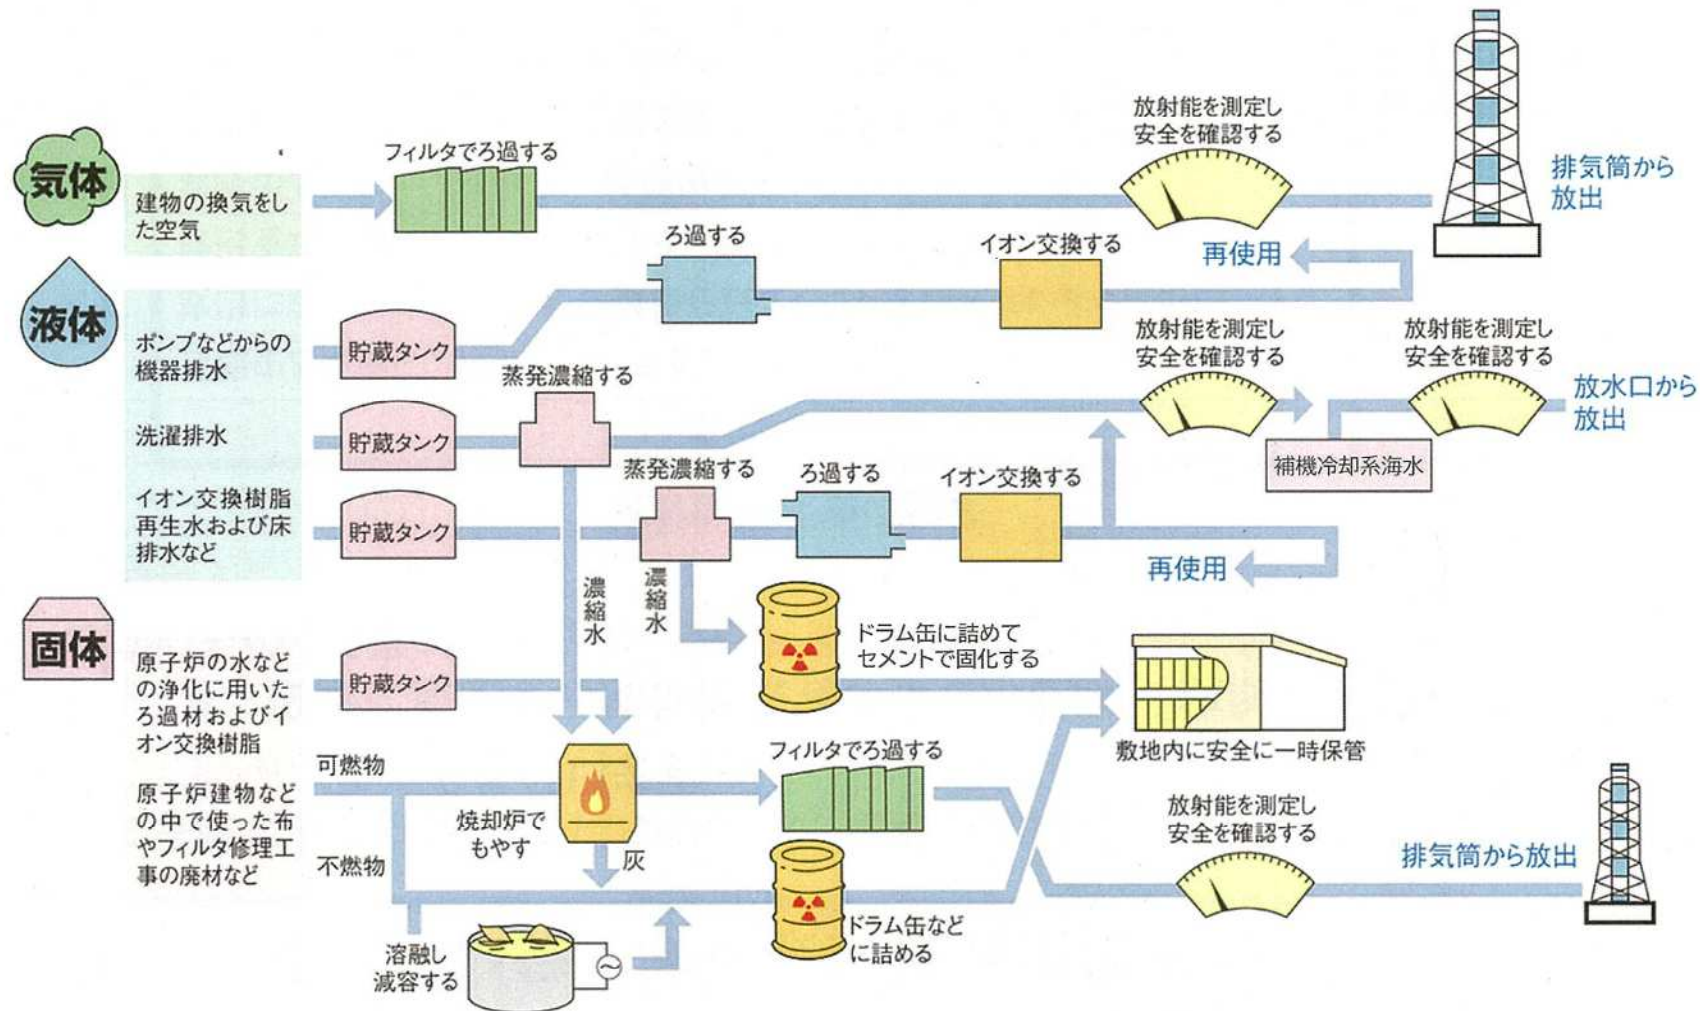 気体
建物の換気をし
た空気
フィルタでろ過する
放射能を測定し
安全を確認する
排気筒から
放出
液体
ポンプなどからの
機器排水
貯蔵タンク
ろ過する
イオン交換する
再使用
洗濯排水
貯蔵タンク
蒸発濃縮する
放射能を測定し
安全を確認する
補機冷却系海水
放射能を測定し
安全を確認する
放水口から
放出
イオン交換樹脂
再生水および床
排水など
貯蔵タンク
蒸発濃縮する
ろ過する
イオン交換する
再使用
濃縮水
濃縮水
ドラム缶に詰めて
セメントで固化する
固体
原子炉の水など
の浄化に用いた
ろ過材およびイ
オン交換樹脂
貯蔵タンク
敷地内に安全に一時保管
原子炉建物など
の中で使った布
やフィルタ修理工
事の廃材など
可燃物
不燃物
焼却炉で
もやす
灰
フィルタでろ過する
放射能を測定し
安全を確認する
排気筒から放出
溶融し
減容する
ドラム缶など
に詰める